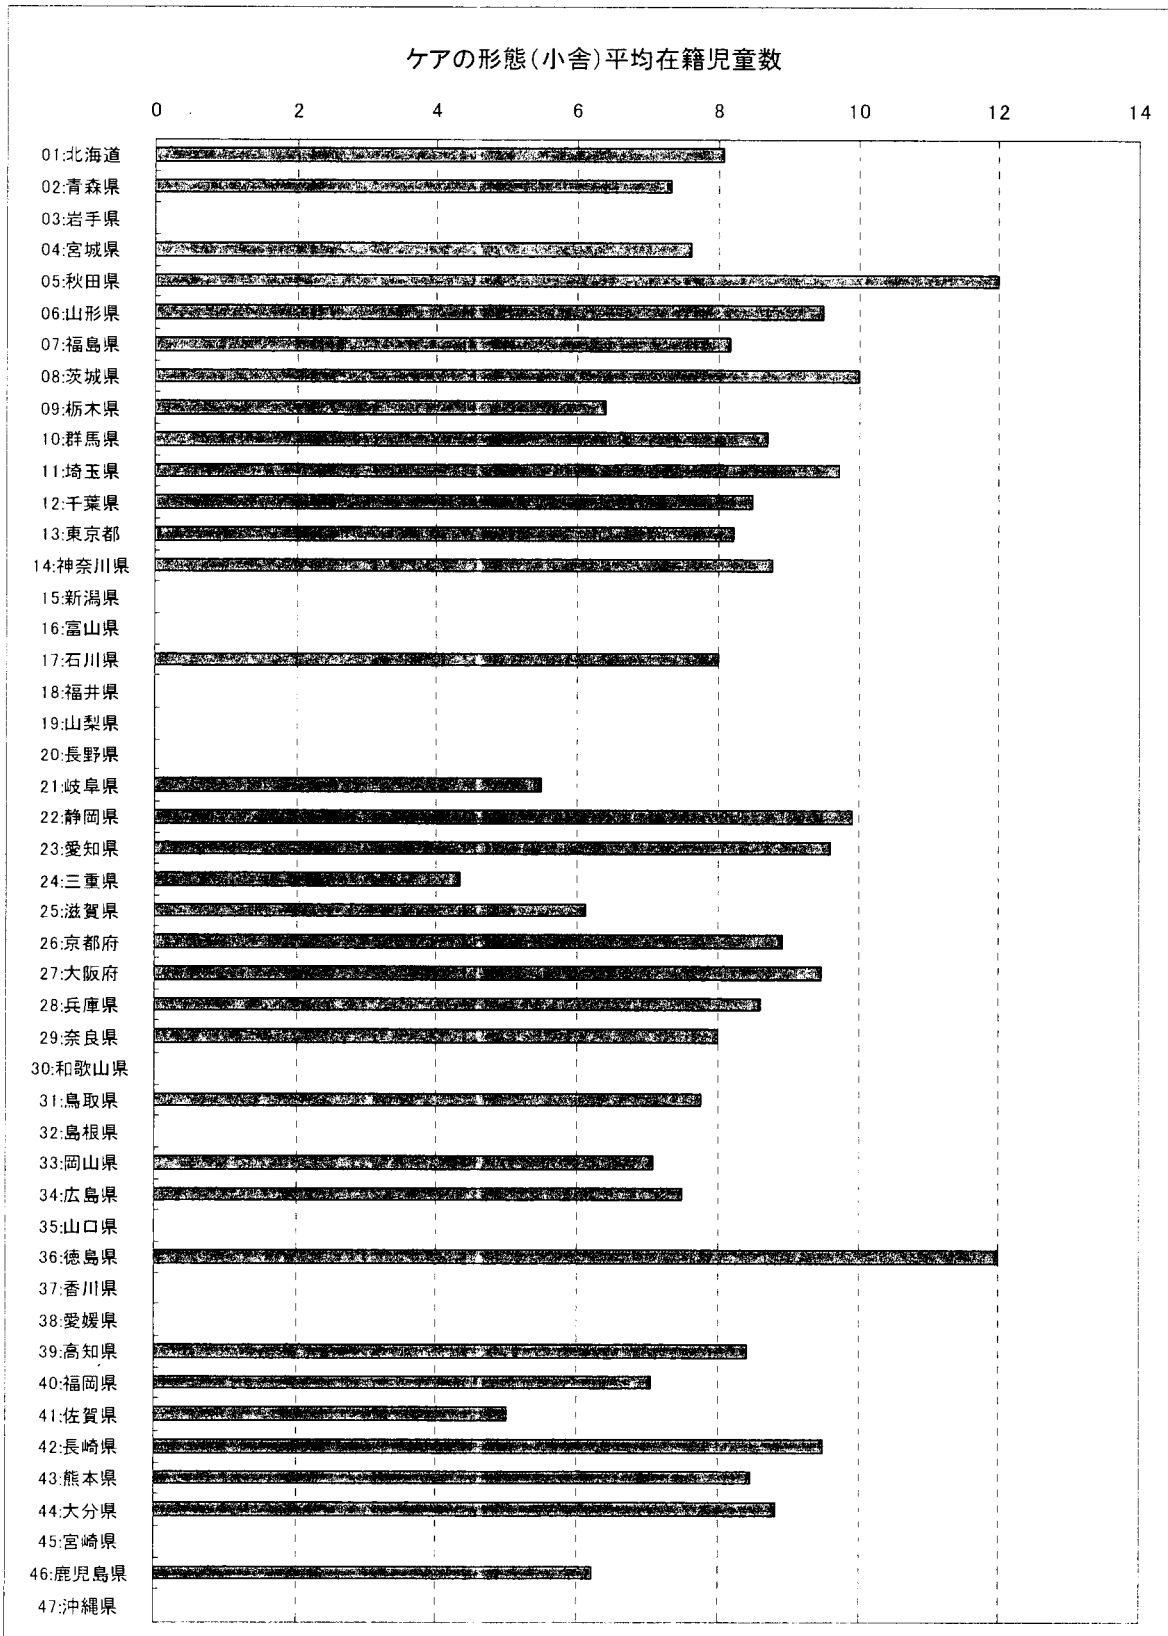 ケアの形態(小舎)平均在籍児童数
0 2 4 6 8 10 12 14
01:北海道
02:青森県
03:岩手県
04:宮城県
05:秋田県
06:山形県
07:福島県
08:茨城県
09:栃木県
10:群馬県
11:埼玉県
12:千葉県
13:東京都
14:神奈川県
15:新潟県
16:富山県
17:石川県
18:福井県
19:山梨県
20:長野県
21:岐阜県
22:静岡県
23:愛知県
24:三重県
25:滋賀県
26:京都府
27:大阪府
28:兵庫県
29:奈良県
30:和歌山県
31:鳥取県
32:島根県
33:岡山県
34:広島県
35:山口県
36:徳島県
37:香川県
38:愛媛県
39:高知県
40:福岡県
41:佐賀県
42:長崎県
43:熊本県
44:大分県
45:宮崎県
46:鹿児島県
47:沖縄県